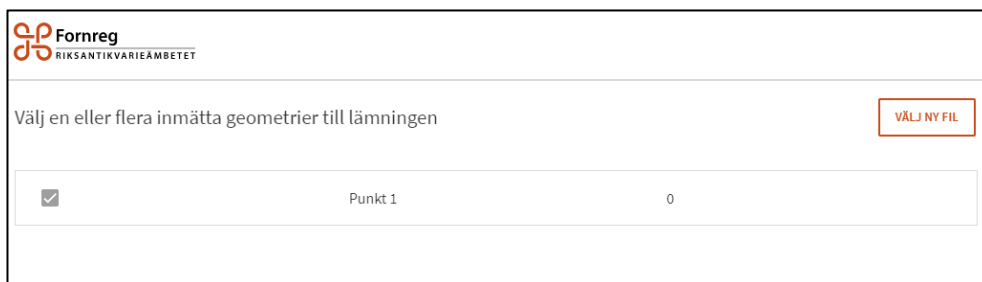 Fornreg
RIKSANTIKVARIEÄMBETET
Välj en eller flera inmätta geometrier till lämningen
VÄLJ NY FIL
Punkt 1 0